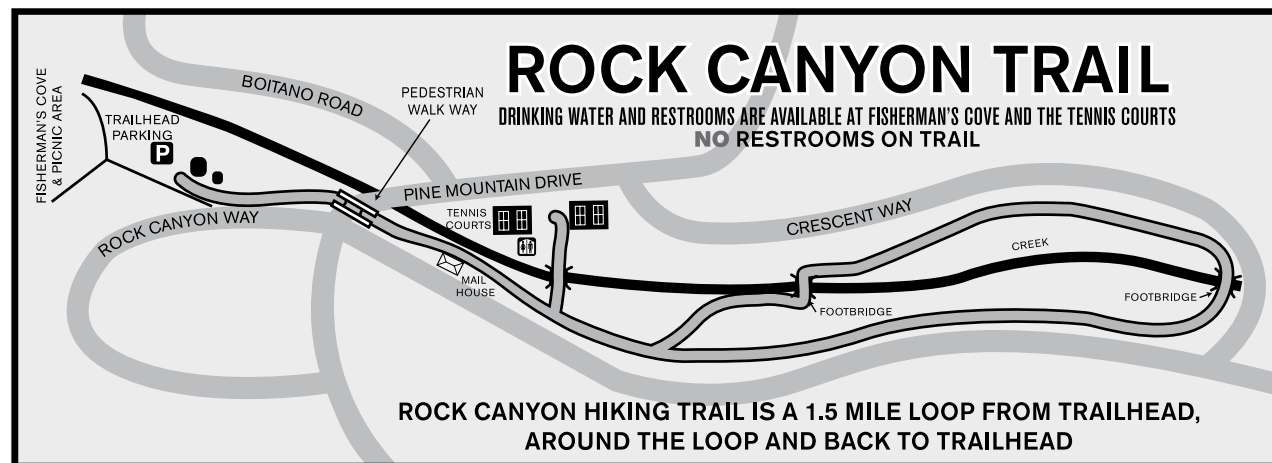 ROCK CANYON TRAIL
DRINKING WATER AND RESTROOMS ARE AVAILABLE AT FISHERMAN'S COVE AND THE TENNIS COURTS
NO RESTROOMS ON TRAIL
FISHERMAN'S COVE
& PICNIC AREA
TRAILHEAD
PARKING
P
BOITANO ROAD
PEDESTRIAN
WALK WAY
PINE MOUNTAIN DRIVE
ROCK CANYON WAY
TENNIS
COURTS
MAIL
HOUSE
CRESCENT WAY
CREEK
FOOTBRIDGE
FOOTBRIDGE
ROCK CANYON HIKING TRAIL IS A 1.5 MILE LOOP FROM TRAILHEAD,
AROUND THE LOOP AND BACK TO TRAILHEAD